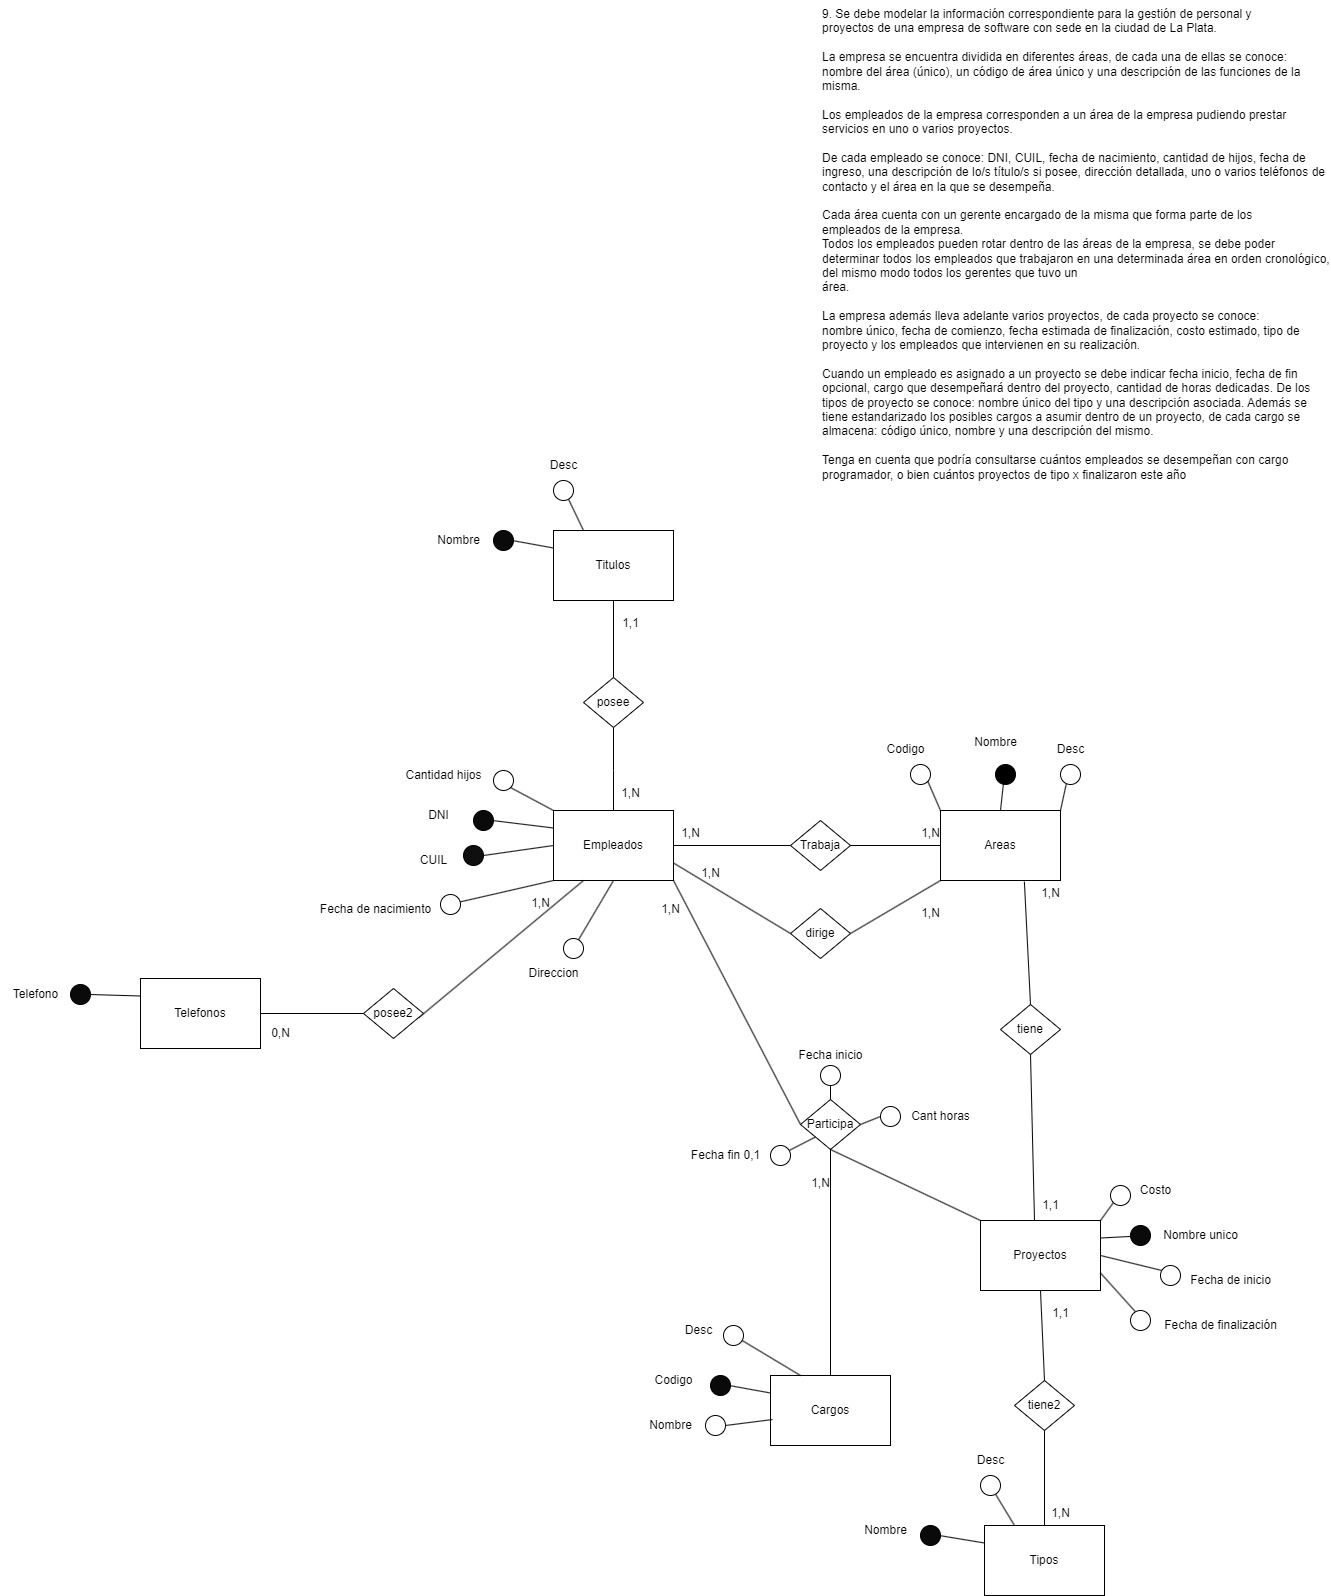 9. Se debe modelar la información correspondiente para la gestión de personal y
proyectos de una empresa de software con sede en la ciudad de La Plata.
La empresa se encuentra dividida en diferentes áreas, de cada una de ellas se conoce:
nombre del área (único), un código de área único y una descripción de las funciones de la
misma.
Los empleados de la empresa corresponden a un área de la empresa pudiendo prestar
servicios en uno o varios proyectos.
De cada empleado se conoce: DNI, CUIL, fecha de nacimiento, cantidad de hijos, fecha de
ingreso, una descripción de lo/s título/s si posee, dirección detallada, uno o varios teléfonos de
contacto y el área en la que se desempeña.
Cada área cuenta con un gerente encargado de la misma que forma parte de los
empleados de la empresa.
Todos los empleados pueden rotar dentro de las áreas de la empresa, se debe poder
determinar todos los empleados que trabajaron en una determinada área en orden cronológico,
del mismo modo todos los gerentes que tuvo un
área.
La empresa además lleva adelante varios proyectos, de cada proyecto se conoce:
nombre único, fecha de comienzo, fecha estimada de finalización, costo estimado, tipo de
proyecto y los empleados que intervienen en su realización.
Cuando un empleado es asignado a un proyecto se debe indicar fecha inicio, fecha de fin
opcional, cargo que desempeñará dentro del proyecto, cantidad de horas dedicadas. De los
tipos de proyecto se conoce: nombre único del tipo y una descripción asociada. Además se
tiene estandarizado los posibles cargos a asumir dentro de un proyecto, de cada cargo se
almacena: código único, nombre y una descripción del mismo.
Tenga en cuenta que podría consultarse cuántos empleados se desempeñan con cargo
programador, o bien cuántos proyectos de tipo x finalizaron este año
Desc
Nombre
Titulos
1,1
posee
1,N
Cantidad hijos
DNI
CUIL
Fecha de nacimiento
Empleados
Direccion
1,N
Trabaja
1,N
Codigo
Nombre
Desc
Areas
1,N
dirige
1,N
1,N
1,N
1,N
Telefono
Telefonos
0,N
posee2
tiene
Fecha inicio
Participa
Cant horas
Fecha fin 0,1
1,N
1,1
Costo
Nombre unico
Proyectos
Fecha de inicio
Fecha de finalización
1,1
Desc
Codigo
Nombre
Cargos
tiene2
Desc
1,N
Nombre
Tipos